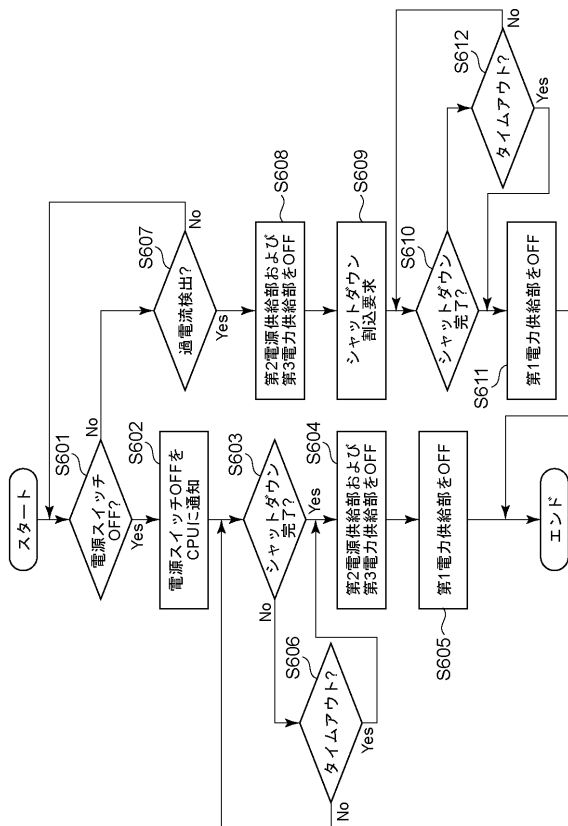 スタート
S601
電源スイッチ
OFF?
No
Yes
S602
電源スイッチOFFを
CPUに通知
S603
シャットダウン
完了?
No
Yes
S606
タイムアウト?
No
Yes
S604
第2電源供給部および
第3電力供給部をOFF
S605
第1電力供給部をOFF
エンド
S607
過電流検出?
No
Yes
S608
第2電源供給部および
第3電力供給部をOFF
S609
シャットダウン
割込要求
S610
シャットダウン
完了?
S612
タイムアウト?
No
Yes
S611
第1電力供給部をOFF